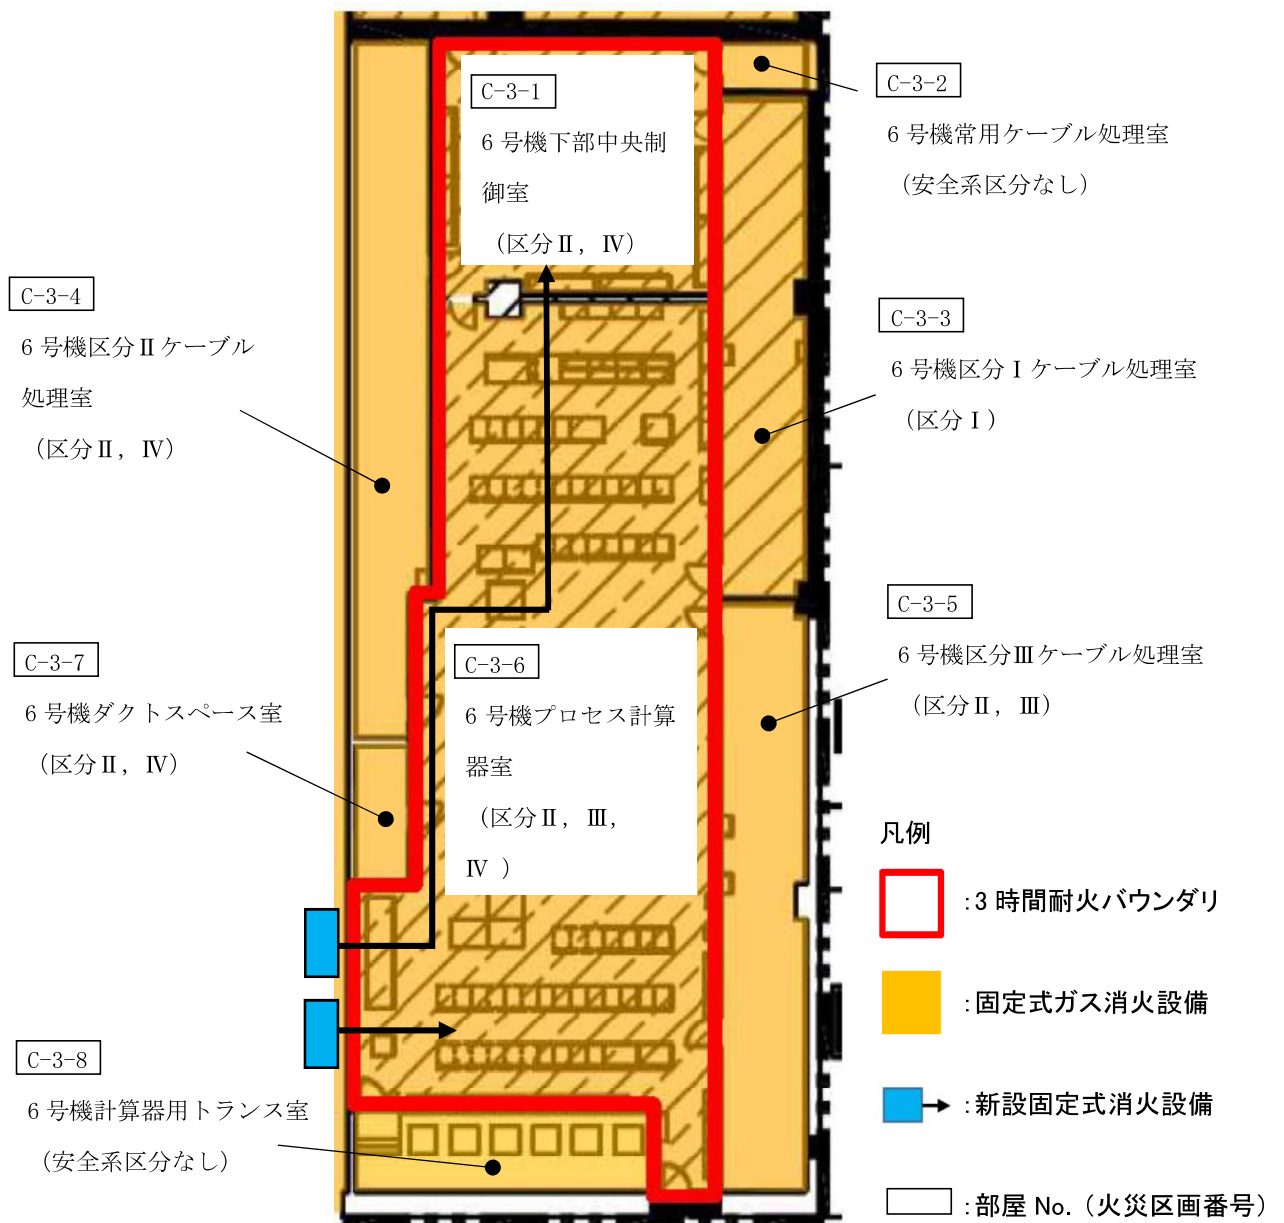 C-3-1
6号機下部中央制
御室
（区分Ⅱ，Ⅳ）
C-3-2
6号機常用ケーブル処理室
（安全系区分なし）
C-3-4
6号機区分Ⅱケーブル
処理室
（区分Ⅱ，Ⅳ）
C-3-3
6号機区分Ⅰケーブル処理室
（区分Ⅰ）
C-3-5
6号機区分Ⅲケーブル処理室
（区分Ⅱ，Ⅲ）
C-3-7
6号機ダクトスペース室
（区分Ⅱ，Ⅳ）
C-3-6
6号機プロセス計算
器室
（区分Ⅱ，Ⅲ，
Ⅳ ）
C-3-8
6号機計算器用トランス室
（安全系区分なし）
凡例
：3時間耐火バウンダリ
：固定式ガス消火設備
：新設固定式消火設備
：部屋No.（火災区画番号）